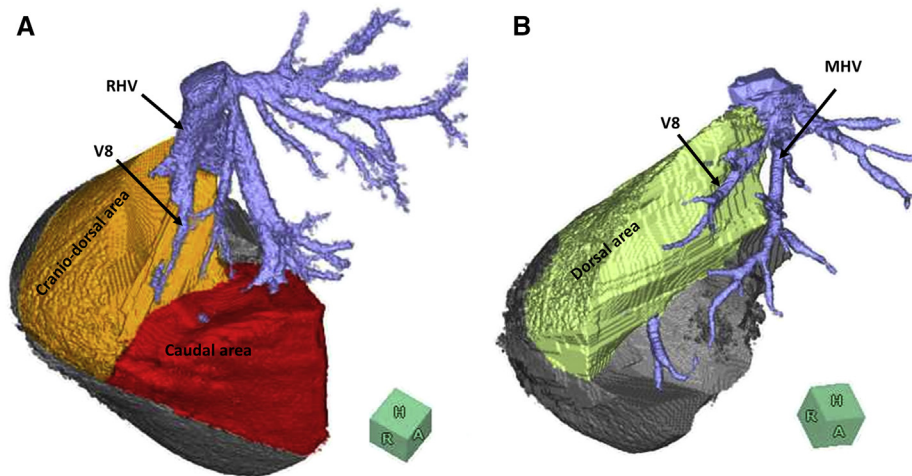 A
RHV
V8
Cranio-dorsal area
Caudal area
H
R
A
B
MHV
V8
Dorsal area
H
R
A